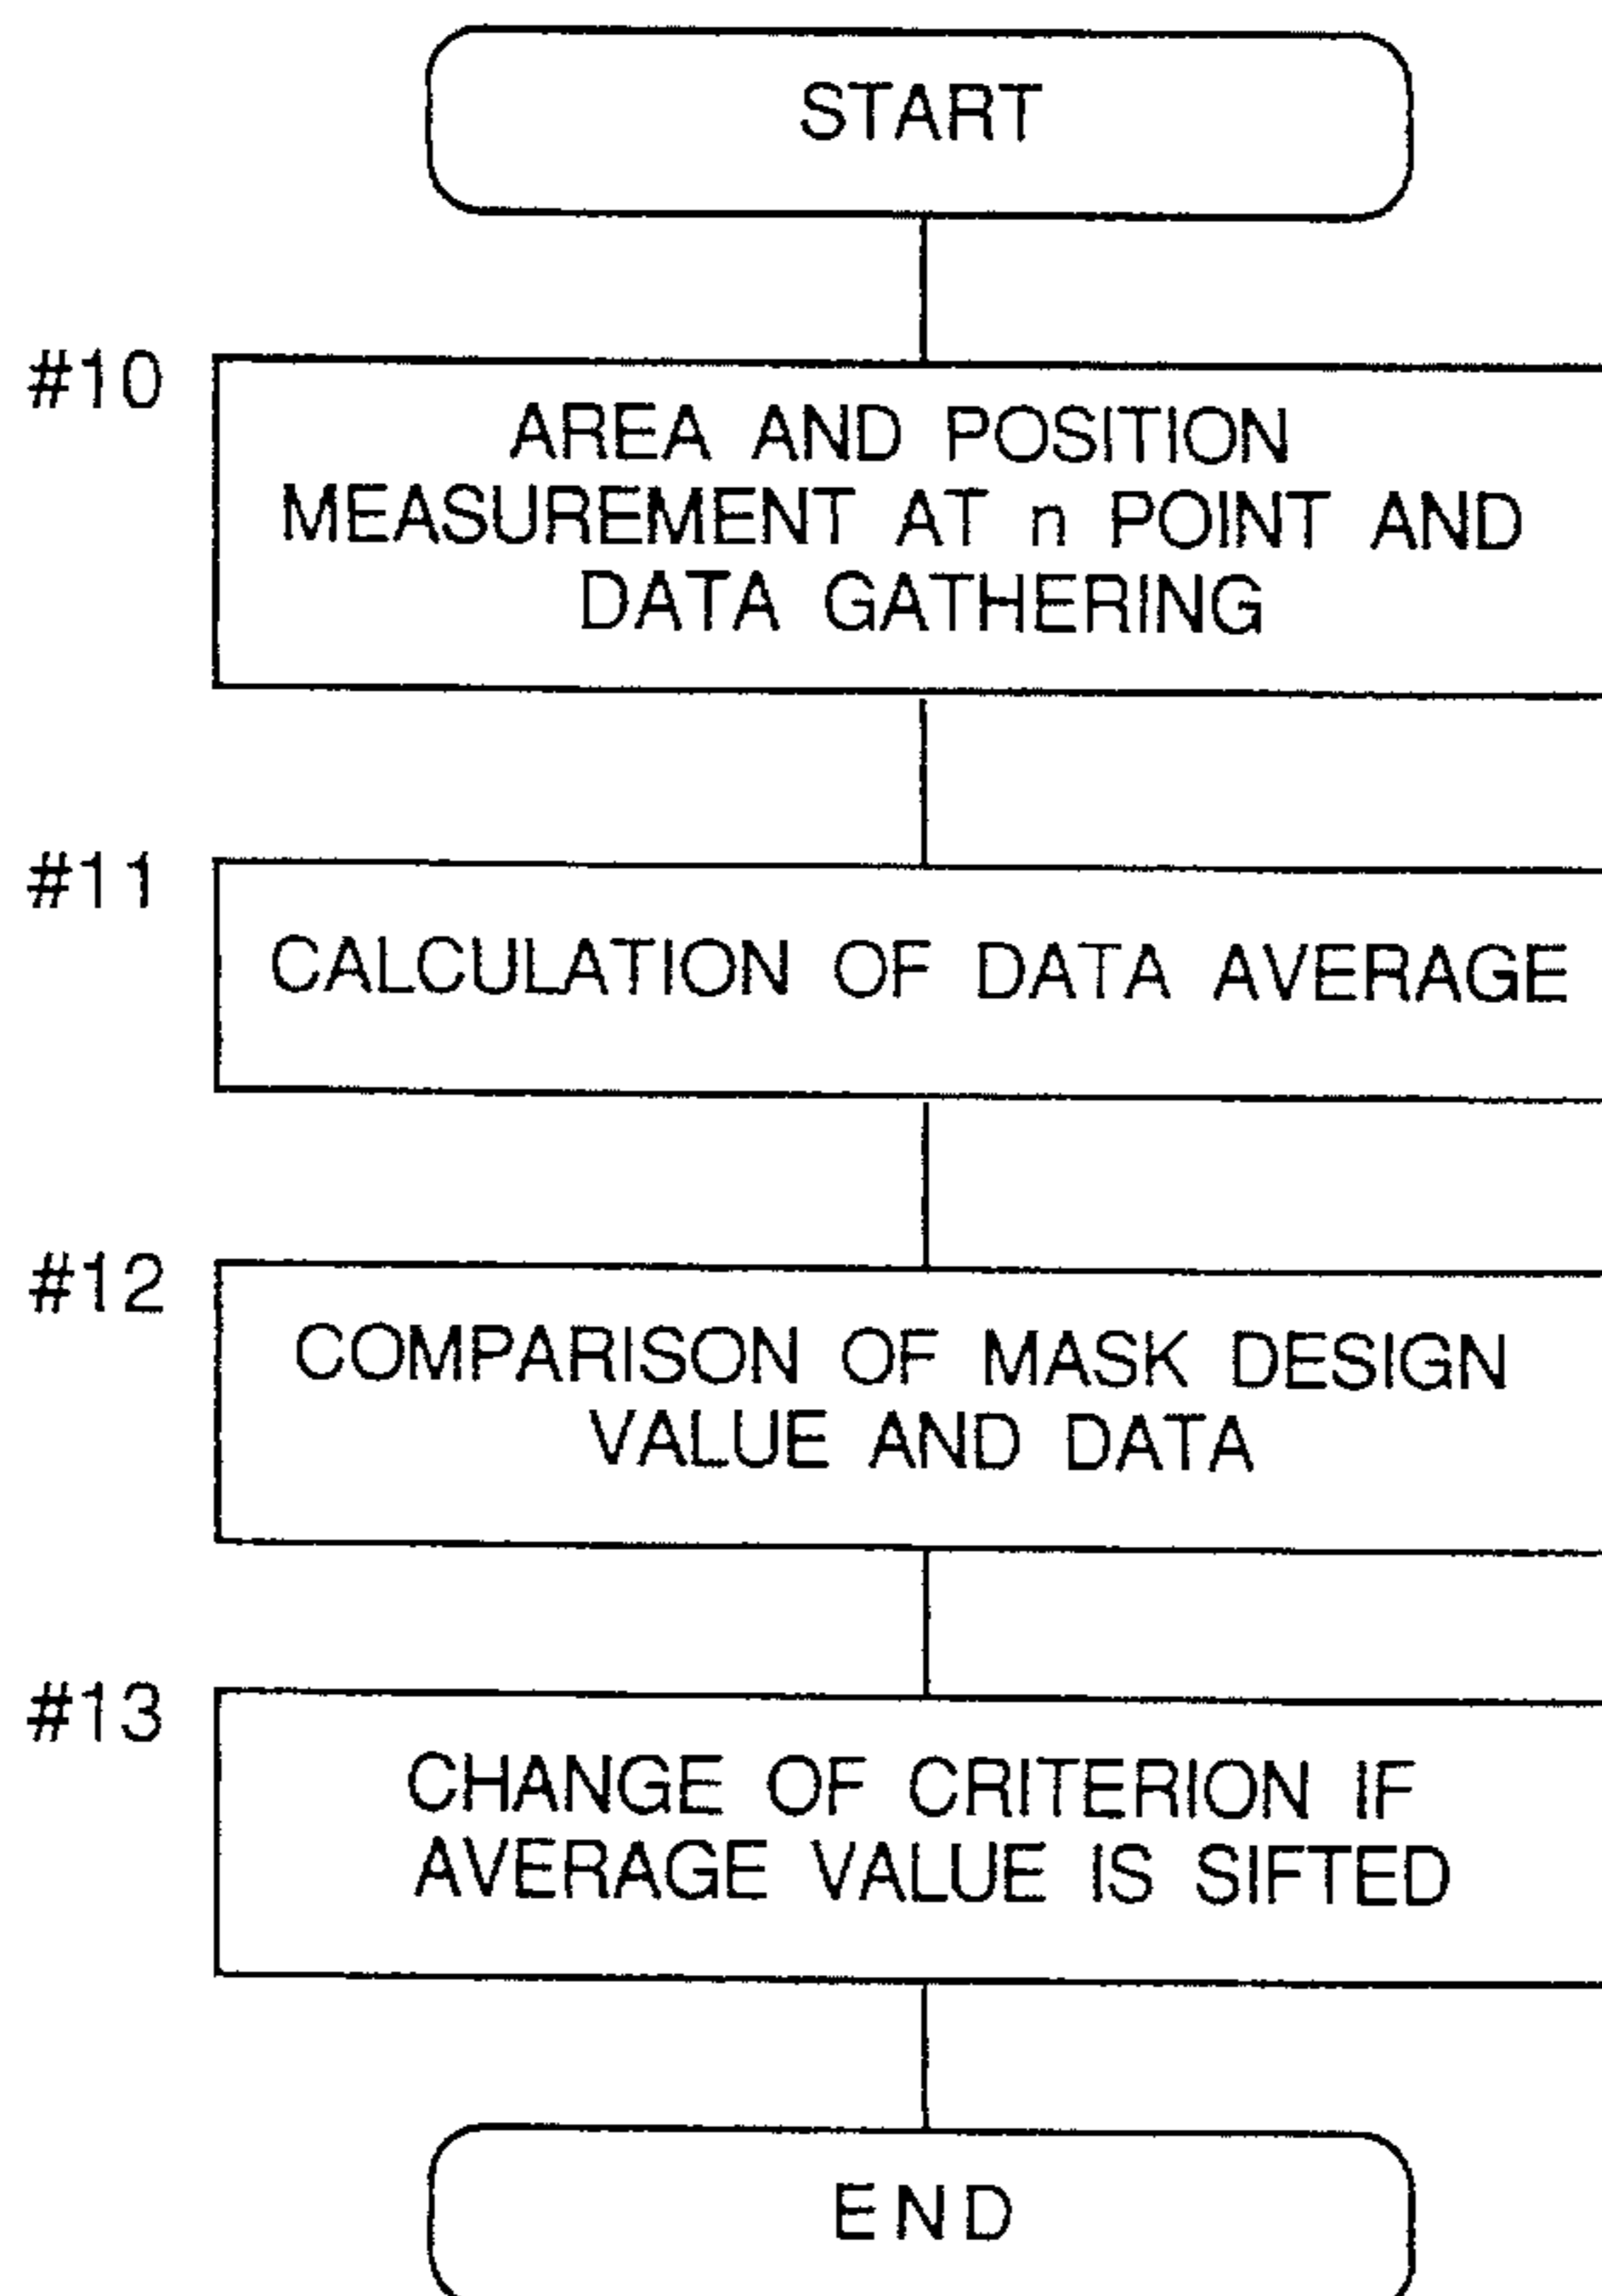 START
#10
AREA AND POSITION
MEASUREMENT AT n POINT AND
DATA GATHERING
#11
CALCULATION OF DATA AVERAGE
#12
COMPARISON OF MASK DESIGN
VALUE AND DATA
#13
CHANGE OF CRITERION IF
AVERAGE VALUE IS SIFTED
END